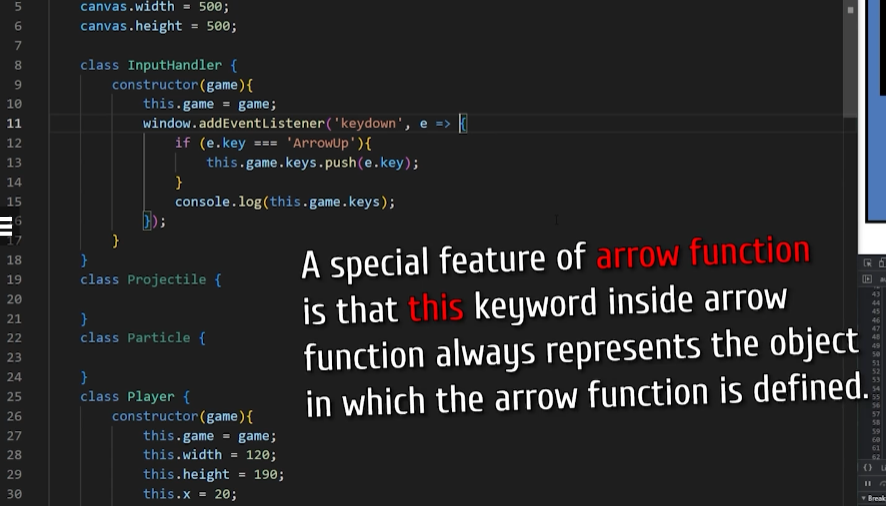 5 canvas.width = 500;
6 canvas.height = 500;
7
8 class InputHandler {
9 constructor(game){
10 this.game = game;
11 window.addEventListener('keydown', e => {
12 if (e.key === 'ArrowUp'){
13 this.game.keys.push(e.key);
14 }
15 console.log(this.game.keys);
16 });
17 }
18 }
19 class Projectile {
20
21 }
22 class Particle {
23
24 }
25 class Player {
26 constructor(game){
27 this.game = game;
28 this.width = 120;
29 this.height = 190;
30 this.x = 20;
A special feature of arrow function
is that this keyword inside arrow
function always represents the object
in which the arrow function is defined.
43
44
45
46
47
48
49
50
51
52
53
54
55
56
57
58
59
60
61
62
{}
Break